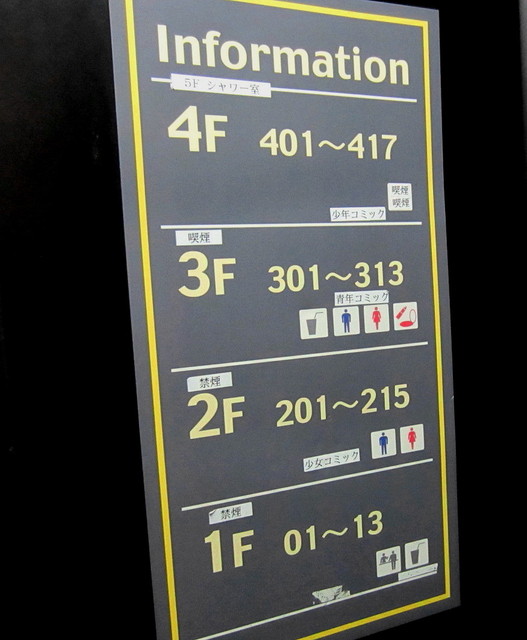 Information
5F シャワー室
4F 401～417
喫煙
喫煙
少年コミック
喫煙
3F 301～313
青年コミック
禁煙
2F 201～215
少女コミック
禁煙
1F 01～13